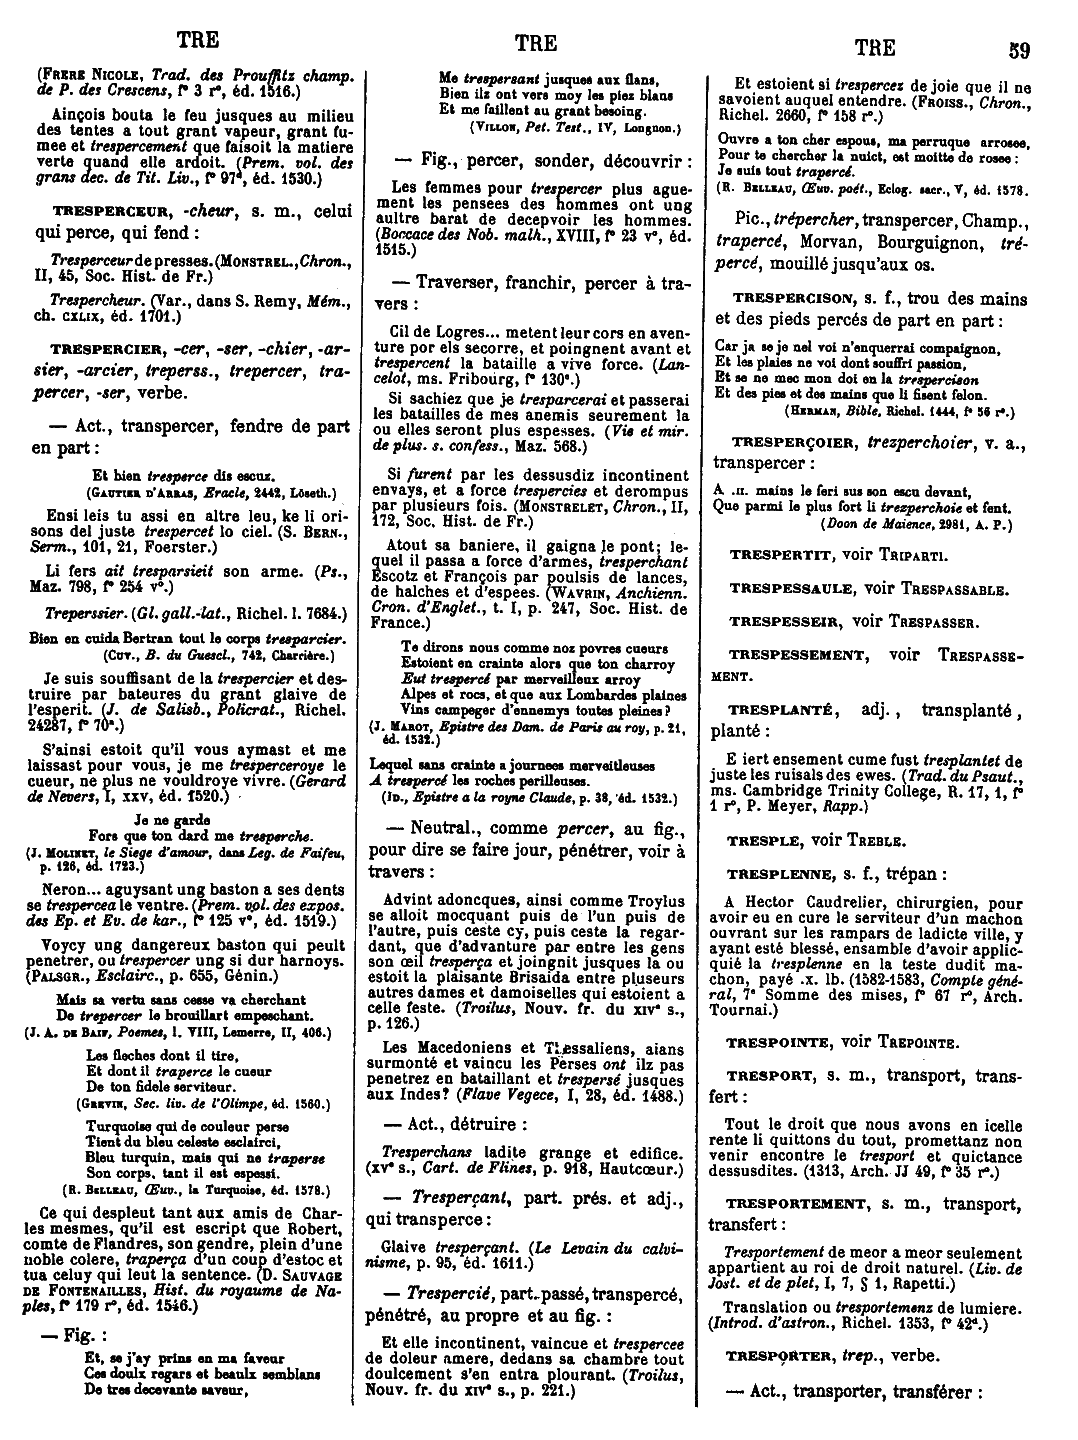 TRE
TRE
TRE
59
(FRERE NICOLE, Trad. des Prouffitz champ.
de P. des Crescens, f° 3 r°, éd. 1516.)
Ainçois bouta le feu jusques au milieu
des tentes a tout grant vapeur, grant fu-
mee et trespercement que faisoit la matiere
verte quand elle ardoit. (Prem. vol. des
grans dec. de Tit. Liv., f° 97d, éd. 1530.)
TRESPERCEUR, -cheur, s. m., celui
qui perce, qui fend :
Tresperceur de presses. (MONSTREL., Chron.,
II, 45, Soc. Hist. de Fr.)
Trespercheur. (Var., dans S. Remy, Mém.,
ch. CXLIX, éd. 1701.)
TRESPERCIER, -cer, -ser, -chier, -ar-
sier, -arcier, treperss., trepercer, tra-
percer, -ser, verbe.
— Act., transpercer, fendre de part
en part :
Et bien tresperce dis escuz.
(GAUTIER D'ARRAS, Eracle, 2442, Löseth.)
Ensi leis tu assi en altre leu, ke li ori-
sons del juste trespercet lo ciel. (S. BERN.,
Serm., 101, 21, Foerster.)
Li fers ait tresparsieit son arme. (Ps.,
Maz. 798, f° 254 v°.)
Treperssier. (Gl. gall.-lat., Richel. l. 7684.)
Bien en cuida Bertran tout le corps tresparcier.
(CUV., B. du Guescl., 742, Charrière.)
Je suis souffisant de la trespercier et des-
truire par bateures du grant glaive de
l'esperit. (J. de Salisb., Policrat., Richel.
24287, f° 70a.)
S'ainsi estoit qu'il vous aymast et me
laissast pour vous, je me tresperceroye le
cueur, ne plus ne vouldroye vivre. (Gerard
de Nevers, I, XXV, éd. 1520.)
Je ne garde
Fors que ton dard me tresperche.
(J. MOLINET, le Siege d'amour, dans Leg. de Faifeu,
p. 126, éd. 1723.)
Neron... aguysant ung baston a ses dents
se trespercea le ventre. (Prem. vol. des expos.
des Ep. et Ev. de kar., f° 125 v°, éd. 1519.)
Voycy ung dangereux baston qui peult
penetrer, ou trespercer ung si dur harnoys.
(PALSGR., Esclairc., p. 655, Génin.)
Mais sa vertu sans cesse va cherchant
De trepercer le brouillart empeschant.
(J. A. DE BAIF, Poemes, l. VIII, Lemerre, II, 406.)
Les fleches dont il tire,
Et dont il traperce le cueur
De ton fidele serviteur.
(GREVIN, Sec. liv. de l'Olimpe, éd. 1560.)
Turquoise qui de couleur perse
Tient du bleu celeste esclairci,
Bleu turquin, mais qui ne traperse
Son corps, tant il est espessi.
(R. BELLEAU, Œuv., la Turquoise, éd. 1578.)
Ce qui despleut tant aux amis de Char-
les mesmes, qu'il est escript que Robert,
comte de Flandres, son gendre, plein d'une
noble colere, traperça d'un coup d'estoc et
tua celuy qui leut la sentence. (D. SAUVAGE
DE FONTENAILLES, Hist. du royaume de Na-
ples, f° 179 r°, éd. 1546.)
— Fig. :
Et, se j'ay prins en ma faveur
Ces doulx regars et beaulx semblans
De tres decevante saveur,
Me trespersant jusques aux flans,
Bien ilz ont vers moy les piez blans
Et me faillent au grant besoing.
(VILLON, Pet. Test., IV, Longnon.)
— Fig., percer, sonder, découvrir :
Les femmes pour trespercer plus ague-
ment les pensees des hommes ont ung
aultre barat de decepvoir les hommes.
(Boccace des Nob. malh., XVIII, f° 23 v°, éd.
1515.)
— Traverser, franchir, percer à tra-
vers :
Cil de Logres... metent leur cors en aven-
ture por els secorre, et poingnent avant et
trespercent la bataille a vive force. (Lan-
celot, ms. Fribourg, f° 130a.)
Si sachiez que je tresparcerai et passerai
les batailles de mes anemis seurement la
ou elles seront plus espesses. (Vie et mir.
de plus. s. confess., Maz. 568.)
Si furent par les dessusdiz incontinent
envays, et a force trespercies et derompus
par plusieurs fois. (MONSTRELET, Chron., II,
172, Soc. Hist. de Fr.)
Atout sa baniere, il gaigna le pont; le-
quel il passa a force d'armes, tresperchant
Escotz et François par poulsis de lances,
de halches et d'espees. (WAVRIN, Anchienn.
Cron. d'Englet., t. I, p. 247, Soc. Hist. de
France.)
Te dirons nous comme noz povres cueurs
Estoient en crainte alors que ton charroy
Eut trespercé par merveilleux arroy
Alpes et rocs, et que aux Lombardes plaines
Vins campeger d'ennemys toutes pleines?
(J. MAROT, Epistre des Dam. de Paris au roy, p. 21,
éd. 1532.)
Lequel sans crainte a journees merveitleuses
A trespercé les roches perilleuses.
(ID., Epistre a la royne Claude, p. 38, éd. 1532.)
— Neutral., comme percer, au fig.,
pour dire se faire jour, pénétrer, voir à
travers :
Advint adoncques, ainsi comme Troylus
se alloit mocquant puis de l'un puis de
l'autre, puis ceste cy, puis ceste la regar-
dant, que d'advanture par entre les gens
son œil tresperça et joingnit jusques la ou
estoit la plaisante Brisaida entre pluseurs
autres dames et damoiselles qui estoient a
celle feste. (Troilus, Nouv. fr. du XIVe s.,
p. 126.)
Les Macedoniens et Thessaliens, aians
surmonté et vaincu les Perses ont ilz pas
penetrez en bataillant et trespersé jusques
aux Indes? (Flave Vegece, I, 28, éd. 1488.)
— Act., détruire :
Tresperchans ladite grange et edifice.
(XVe s., Cart. de Flines, p. 918, Hautcœur.)
— Tresperçant, part. prés. et adj.,
qui transperce :
Glaive tresperçant. (Le Levain du calvi-
nisme, p. 95, éd. 1611.)
— Trespercié, part. passé, transpercé,
pénétré, au propre et au fig. :
Et elle incontinent, vaincue et trespercee
de doleur amere, dedans sa chambre tout
doulcement s'en entra plourant. (Troilus,
Nouv. fr. du XIVe s., p. 221.)
Et estoient si trespercez de joie que il ne
savoient auquel entendre. (FROISS., Chron.,
Richel. 2660, f° 158 r°.)
Ouvre a ton cher espous, ma perruque arrosee,
Pour te chercher la nuict, est moitte de rosee :
Je suis tout trapercé.
(R. BELLEAU, Œuv. poét., Eclog. sacr., V, éd. 1578.
Pic., trépercher, transpercer, Champ.,
trapercé, Morvan, Bourguignon, tré-
percé, mouillé jusqu'aux os.
TRESPERCISON, s. f., trou des mains
et des pieds percés de part en part :
Car ja se je nel voi n'enquerrai compaignon,
Et les plaies ne voi dont souffri passion,
Et se ne mec mon doi en la trespercison
Et des pies et des mains que li fisent felon.
(HERMAN, Bible, Richel. 1444, f° 56 r°.)
TRESPERÇOIER, trezperchoier, v. a.,
transpercer :
A .II. mains le feri sus son escu devant,
Que parmi le plus fort li trezperchoie et fent.
(Doon de Maience, 2981, A. P.)
TRESPERTIT, voir TRIPARTI.
TRESPESSAULE, voir TRESPASSABLE.
TRESPESSEIR, voir TRESPASSER.
TRESPESSEMENT, voir TRESPASSE-
MENT.
TRESPLANTÉ, adj., transplanté,
planté :
E iert ensement cume fust tresplantet de
juste les ruisals des ewes. (Trad. du Psaut.,
ms. Cambridge Trinity College, R. 17, 1, f°
1 r°, P. Meyer, Rapp.)
TRESPLE, voir TREBLE.
TRESPLENNE, s. f., trépan :
A Hector Caudrelier, chirurgien, pour
avoir eu en cure le serviteur d'un machon
ouvrant sur les rampars de ladicte ville, y
ayant esté blessé, ensamble d'avoir applic-
quié la tresplenne en la teste dudit ma-
chon, payé .x. lb. (1582-1583, Compte géné-
ral, 7e Somme des mises, f° 67 r°, Arch.
Tournai.)
TRESPOINTE, voir TREPOINTE.
TRESPORT, s. m., transport, trans-
fert :
Tout le droit que nous avons en icelle
rente li quittons du tout, promettanz non
venir encontre le tresport et quictance
dessusdites. (1313, Arch. JJ 49, f° 35 r°.)
TRESPORTEMENT, s. m., transport,
transfert :
Tresportement de meor a meor seulement
appartient au roi de droit naturel. (Liv. de
Jost. et de plet, I, 7, § 1, Rapetti.)
Translation ou tresportemenz de lumiere.
(Introd. d'astron., Richel. 1353, f° 42d.)
TRESPORTER, trep., verbe.
— Act., transporter, transférer :